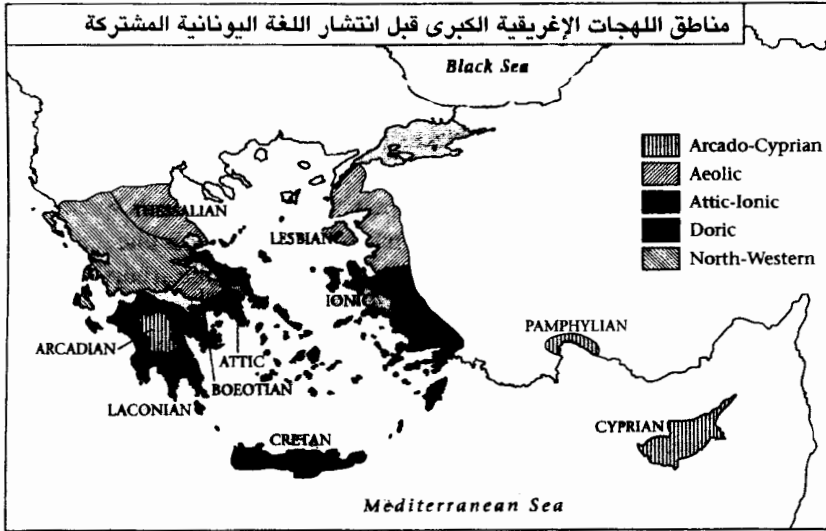 مناطق اللهجات الإغريقية الكبرى قبل انتشار اللغة اليونانية المشتركة
Black Sea
Arcado-Cyprian
Aeolic
Attic-Ionic
Doric
North-Western
THESSALIAN
LESBIAN
IONIC
PAMPHYLIAN
ARCADIAN
ATTIC
BOEOTIAN
LACONIAN
CYPRIAN
CRETAN
Mediterranean Sea